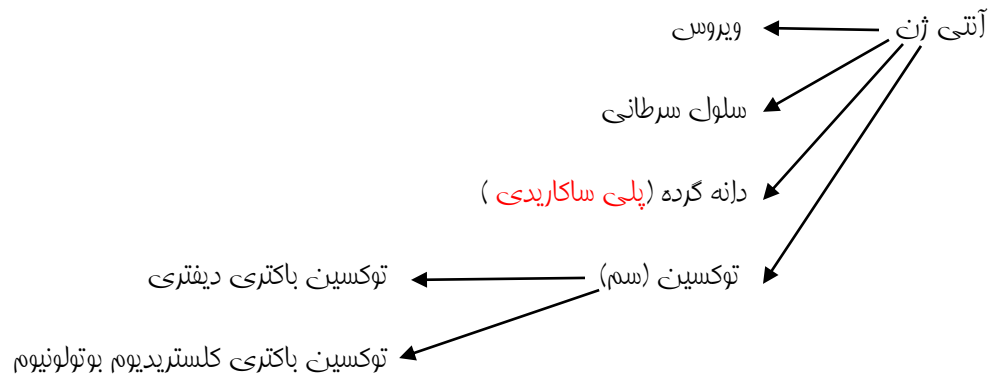 آنتی ژن ویروس
سلول سرطانی
دانه گرده (پلی ساکاریدی )
توکسین (سم) توکسین باکتری دیفتری
توکسین باکتری کلستریدیوم بوتولونیوم